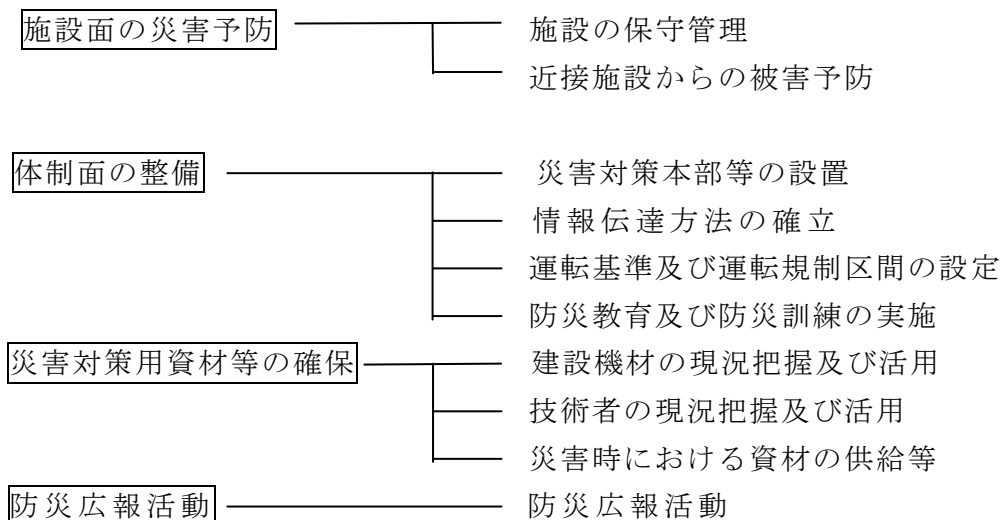 施設面の災害予防 施設の保守管理
近接施設からの被害予防
体制面の整備 災害対策本部等の設置
情報伝達方法の確立
運転基準及び運転規制区間の設定
防災教育及び防災訓練の実施
災害対策用資材等の確保 建設機材の現況把握及び活用
技術者の現況把握及び活用
災害時における資材の供給等
防災広報活動 防災広報活動